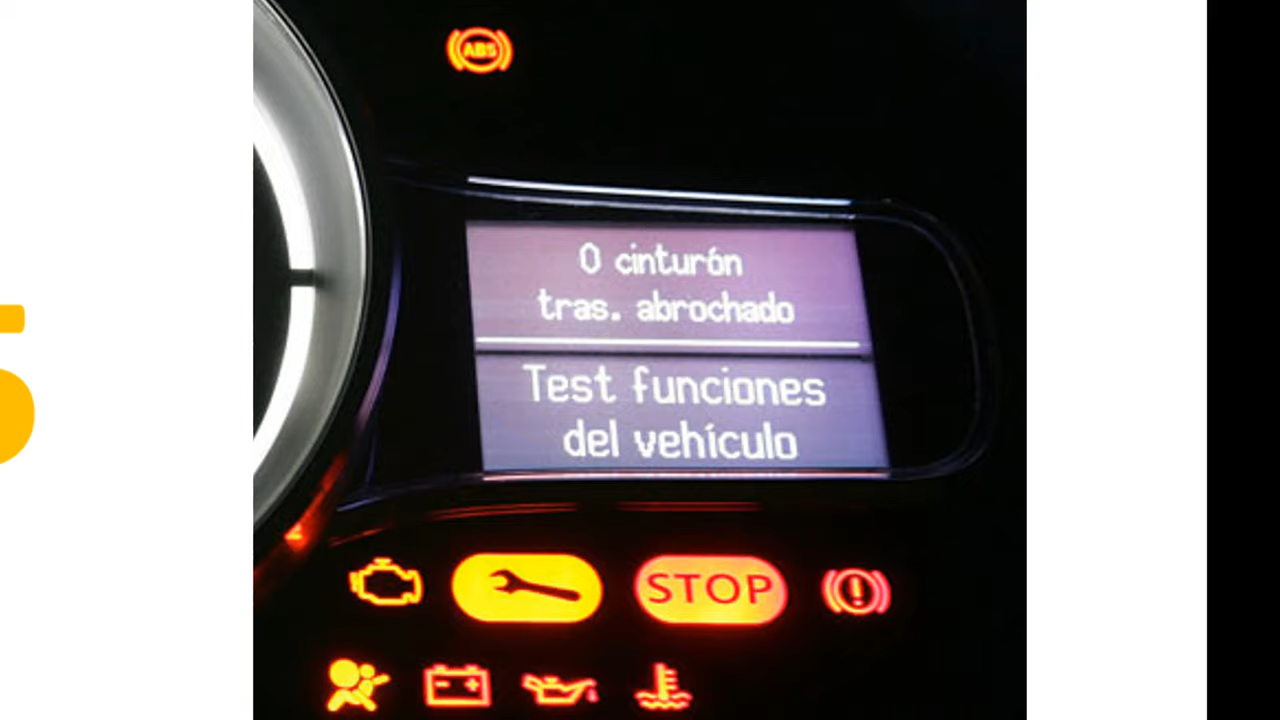 ABS
0 cinturón
tras. abrochado
Test funciones
del vehículo
STOP